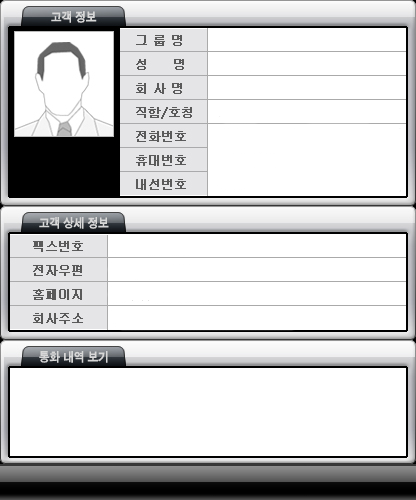 고객 정보
그 룹 명
성 명
회 사 명
직함/호칭
전화번호
휴대번호
내선번호
고객 상세 정보
팩스번호
전자우편
홈페이지
회사주소
통화 내역 보기